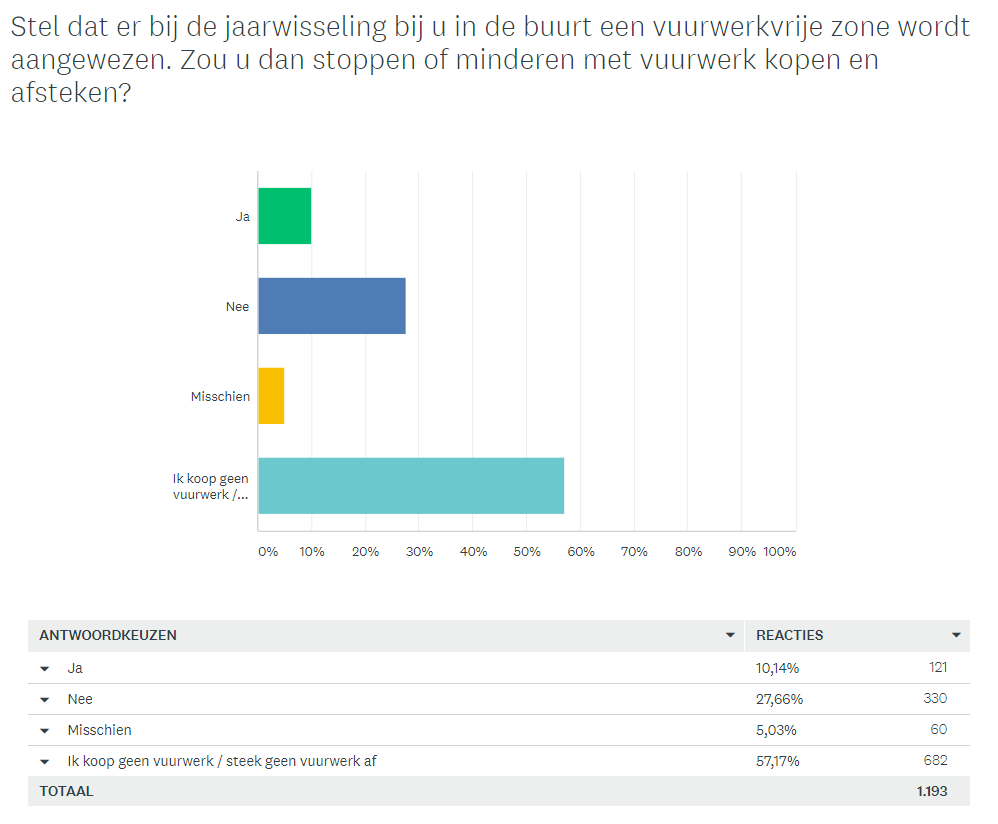 Stel dat er bij de jaarwisseling bij u in de buurt een vuurwerkvrije zone wordt
aangewezen. Zou u dan stoppen of minderen met vuurwerk kopen en
afsteken?
Ja
Nee
Misschien
Ik koop geen
vuurwerk /...
0% 10% 20% 30% 40% 50% 60% 70% 80% 90% 100%
ANTWOORDKEUZEN REACTIES
Ja 10,14% 121
Nee 27,66% 330
Misschien 5,03% 60
Ik koop geen vuurwerk / steek geen vuurwerk af 57,17% 682
TOTAAL 1.193